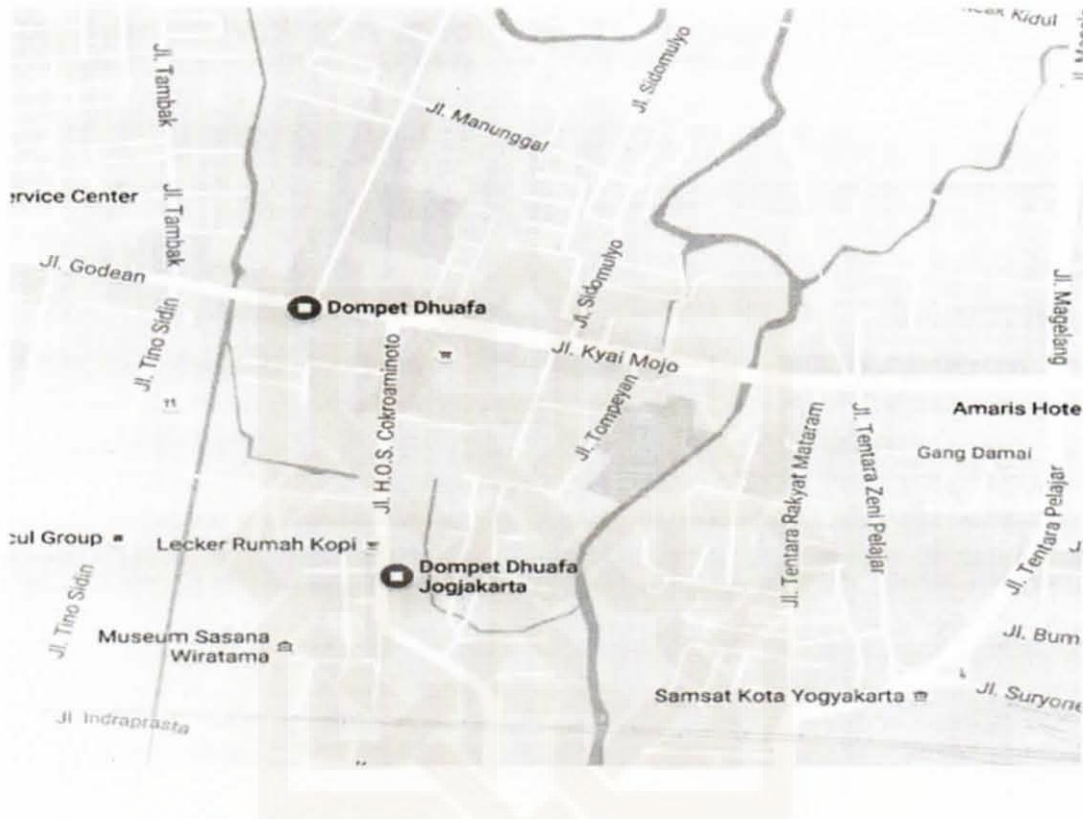 Kidul
Jl. Sidomulyo
Jl. Tambak
Jl. Manunggal
ervice Center
Jl. Tambak
Jl. Godean
Jl. Sidomulyo
Jl. Magelang
Dompet Dhuafa
Jl. Tino Sidin
Jl. Kyai Mojo
Jl. H.O.S. Cokroaminoto
Jl. Tompeyan
Amaris Hote
Jl. Tentara Rakyat Mataram
Jl. Tentara Zeni Pelajar
Gang Damai
Jl. Tentara Pelajar
cul Group
Lecker Rumah Kopi
Dompet Dhuafa
Jogjakarta
Jl. Tino Sidin
Museum Sasana
Wiratama
Jl. Bum
Samsat Kota Yogyakarta
Jl. Suryone
Jl Indraprasta